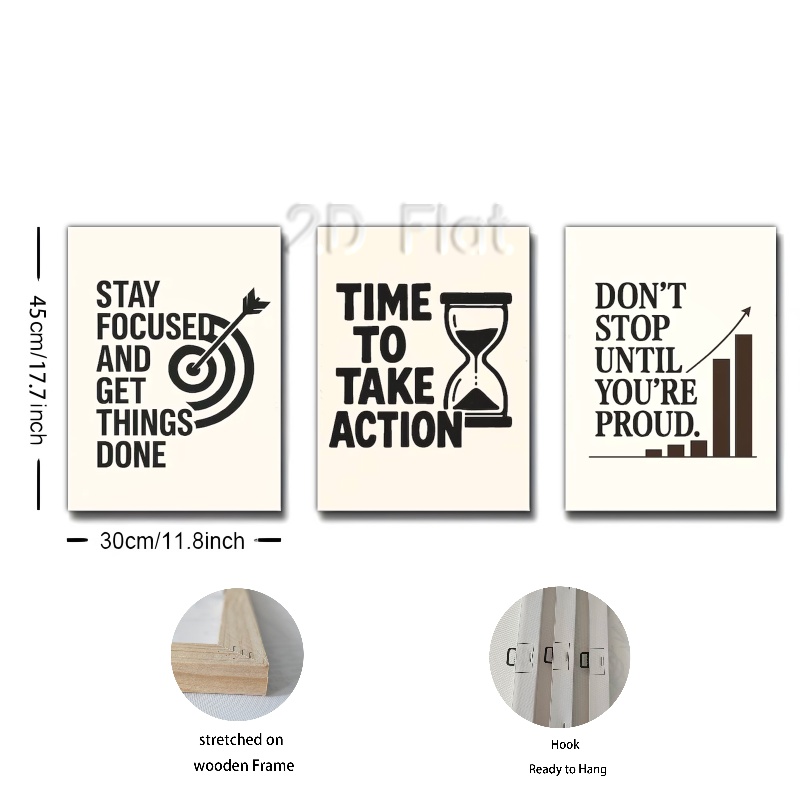 2D Flat
STAY
FOCUSED
AND
GET
THINGS
DONE
TIME
TO
TAKE
ACTION
DON'T
STOP
UNTIL
YOU'RE
PROUD.
45cm/17.7inch
30cm/11.8inch
stretched on
wooden Frame
Hook
Ready to Hang